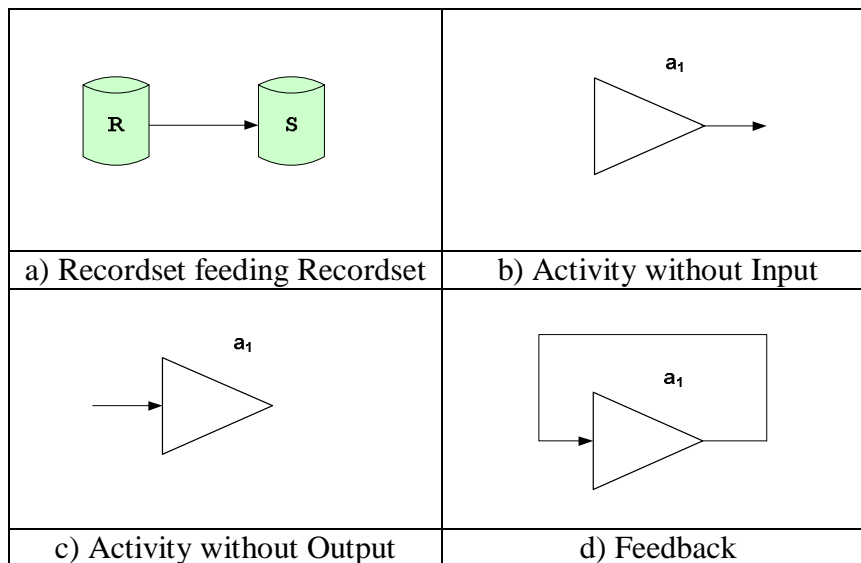 a₁
R
S
a) Recordset feeding Recordset
b) Activity without Input
a₁
a₁
c) Activity without Output
d) Feedback